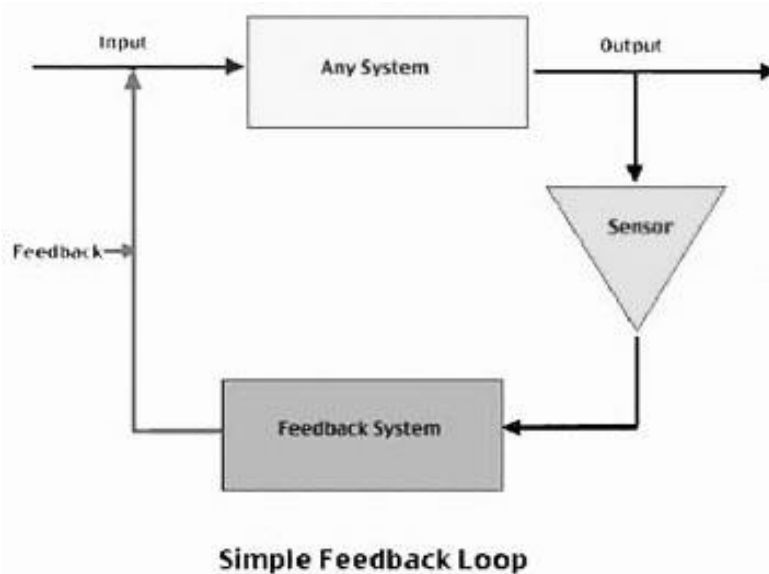 Input
Output
Any System
Sensor
Feedback
Feedback System
Simple Feedback Loop